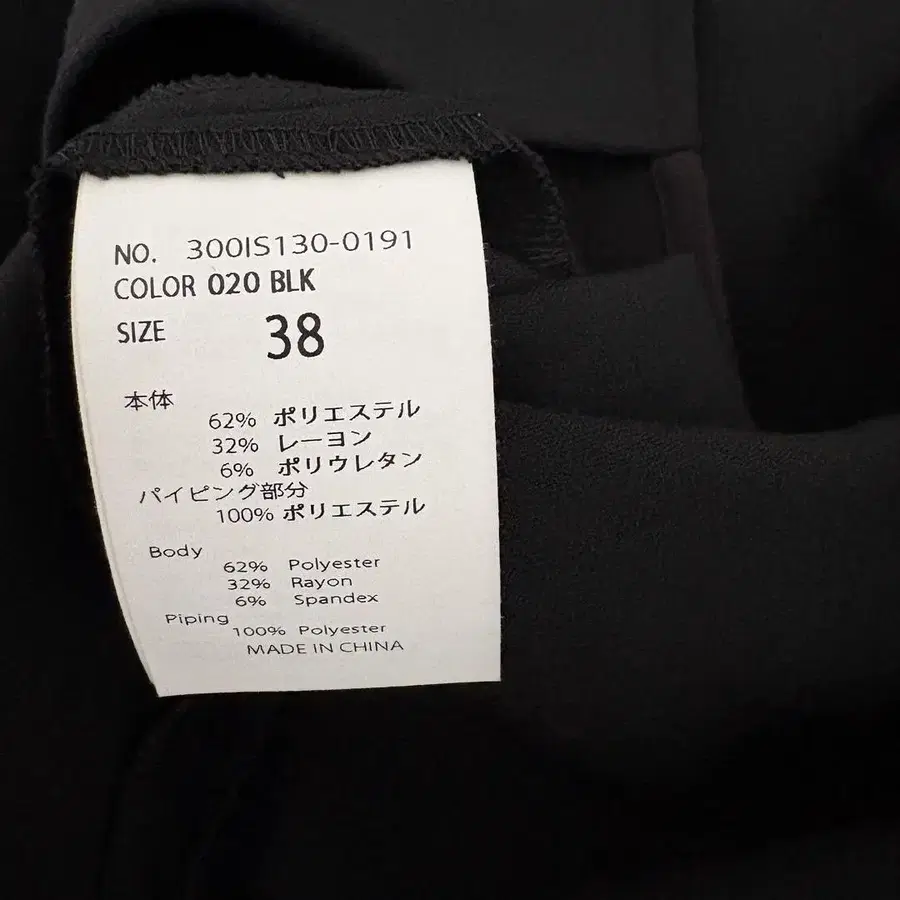 NO. 300IS130-0191
COLOR 020 BLK
SIZE 38
本体
62% ポリエステル
32% レーヨン
6% ポリウレタン
パイピング部分
100% ポリエステル
Body
62% Polyester
32% Rayon
6% Spandex
Piping
100% Polyester
MADE IN CHINA